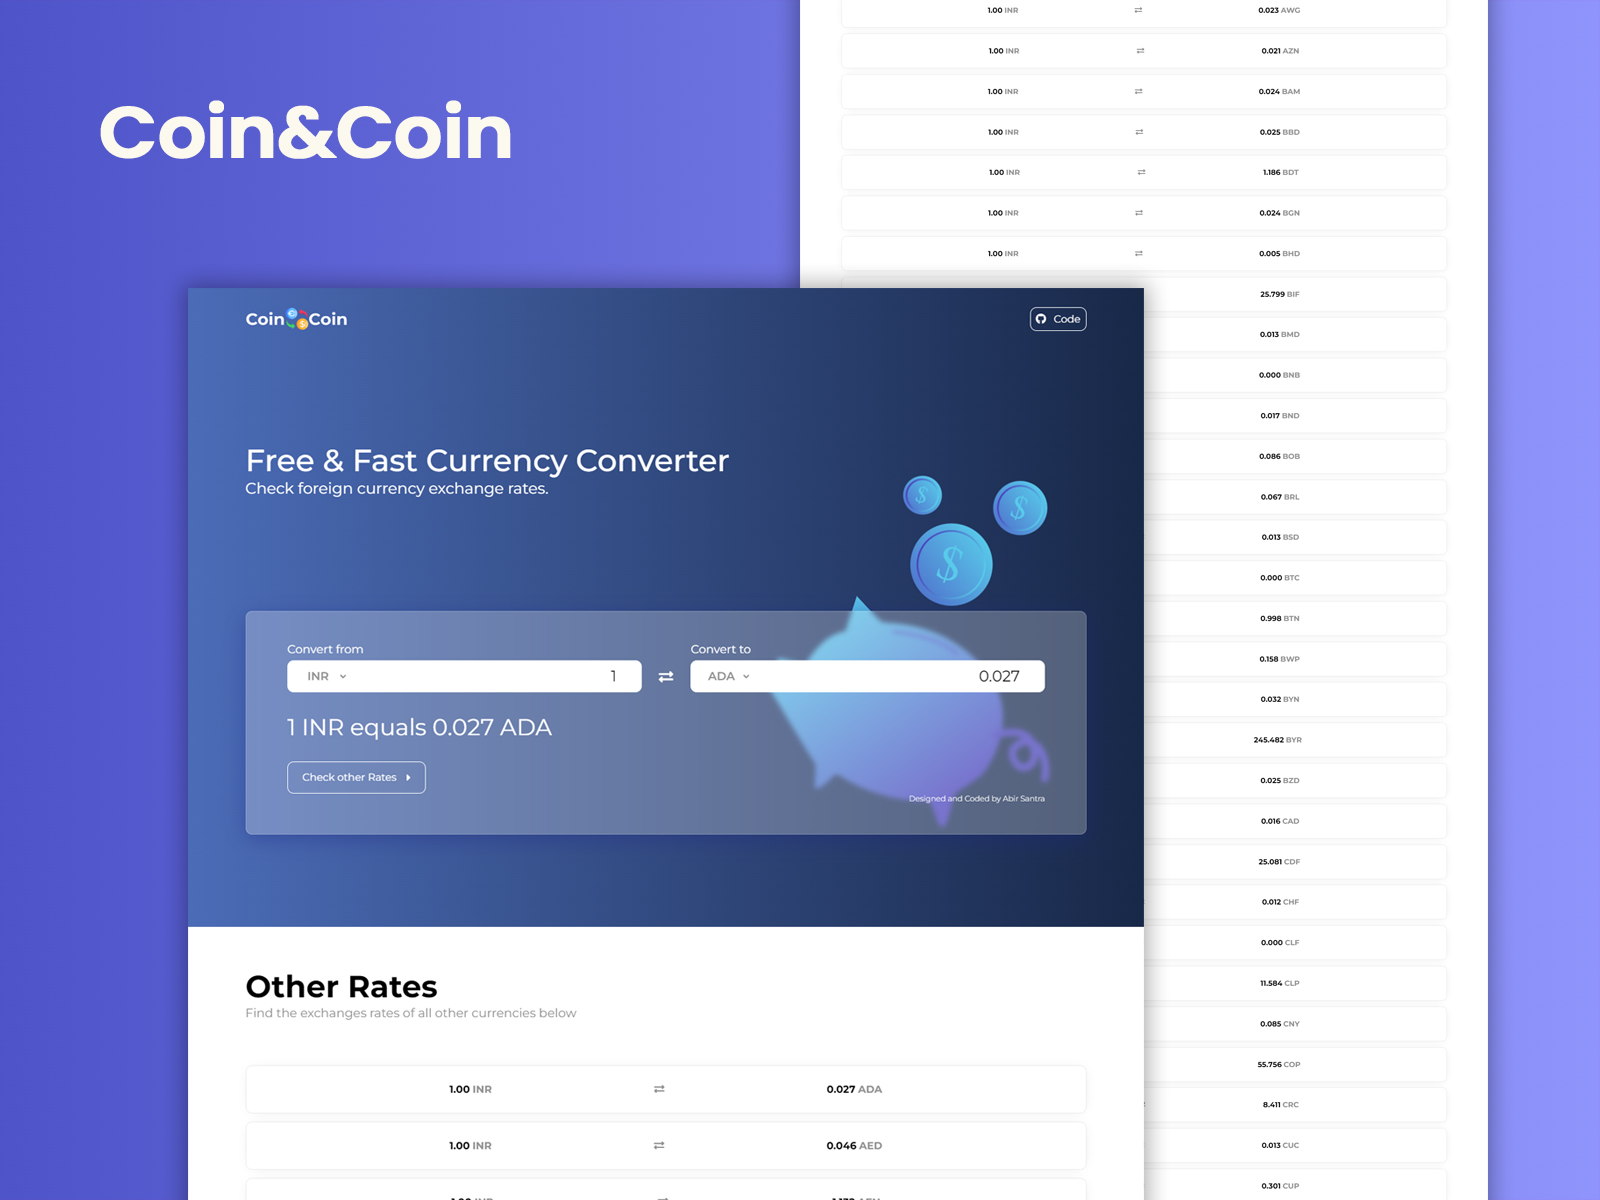 Coin&Coin
Coin Coin
Code
Free & Fast Currency Converter
Check foreign currency exchange rates.
Convert from
INR 1
Convert to
ADA 0.027
1 INR equals 0.027 ADA
Check other Rates
Designed and Coded by Abir Santra
Other Rates
Find the exchanges rates of all other currencies below
1.00 INR 0.027 ADA
1.00 INR 0.046 AED
1.00 INR 0.023 AWG
1.00 INR 0.021 AZN
1.00 INR 0.024 BAM
1.00 INR 0.025 BBD
1.00 INR 1.186 BDT
1.00 INR 0.024 BGN
1.00 INR 0.005 BHD
25.799 BIF
0.013 BMD
0.000 BNB
0.017 BND
0.086 BOB
0.067 BRL
0.013 BSD
0.000 BTC
0.998 BTN
0.158 BWP
0.032 BYN
245.482 BYR
0.025 BZD
0.016 CAD
25.081 CDF
0.012 CHF
0.000 CLF
11.584 CLP
0.085 CNY
55.756 COP
8.411 CRC
0.013 CUC
0.301 CUP